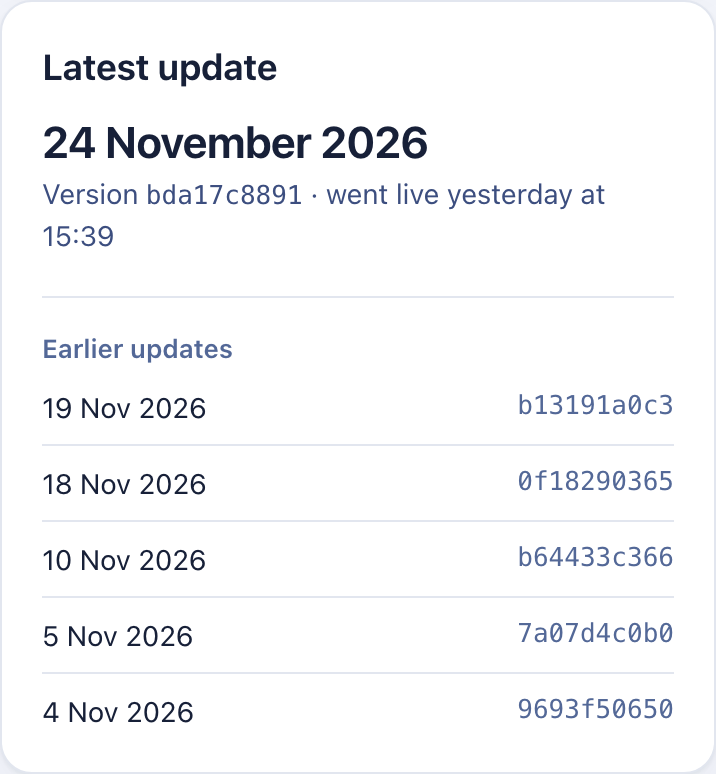 Latest update
24 November 2026
Version bda17c8891 · went live yesterday at
15:39
Earlier updates
19 Nov 2026 b13191a0c3
18 Nov 2026 0f18290365
10 Nov 2026 b64433c366
5 Nov 2026 7a07d4c0b0
4 Nov 2026 9693f50650